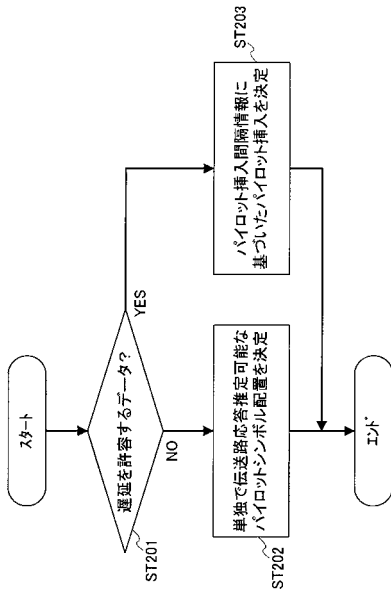 スタート
遅延を許容するデータ?
ST201
YES
NO
単独で伝送路応答推定可能な
パイロットシンボル配置を決定
ST202
パイロット挿入間隔情報に
基づいたパイロット挿入を決定
ST203
エンド